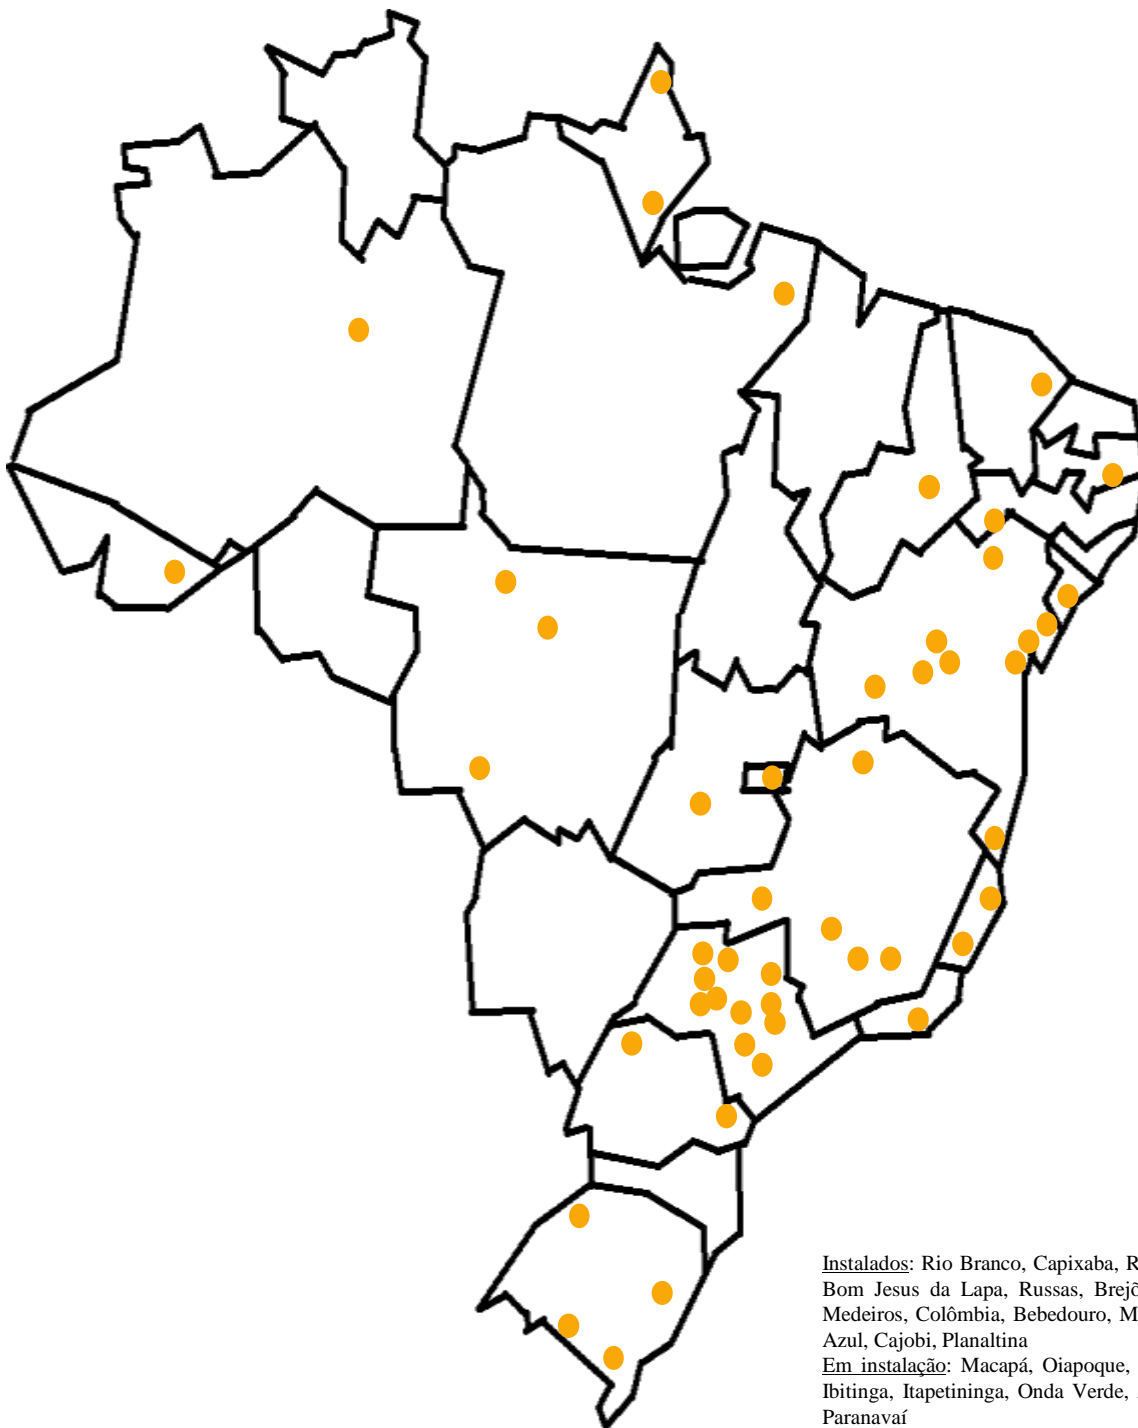 Instalados: Rio Branco, Capixaba,
Bom Jesus da Lapa, Russas,
Medeiros, Colômbia, Bebedouro,
Azul, Cajobi, Planaltina
Em instalação: Macapá, Oiapoque,
Ibitinga, Itapetininga, Onda Verde,
Paranavaí